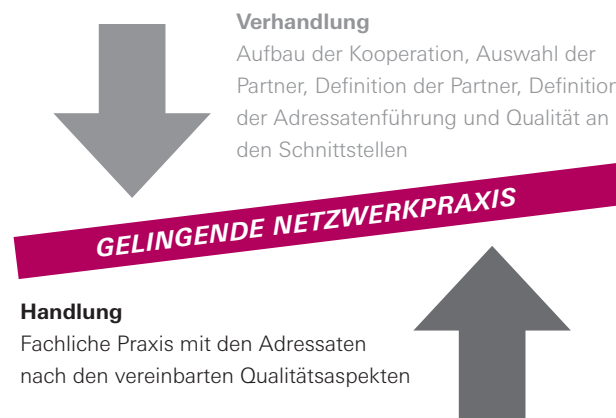 Verhandlung
Aufbau der Kooperation, Auswahl der
Partner, Definition der Partner, Definition
der Adressatenführung und Qualität an
den Schnittstellen
GELINGENDE NETZWERKPRAXIS
Handlung
Fachliche Praxis mit den Adressaten
nach den vereinbarten Qualitätsaspekten